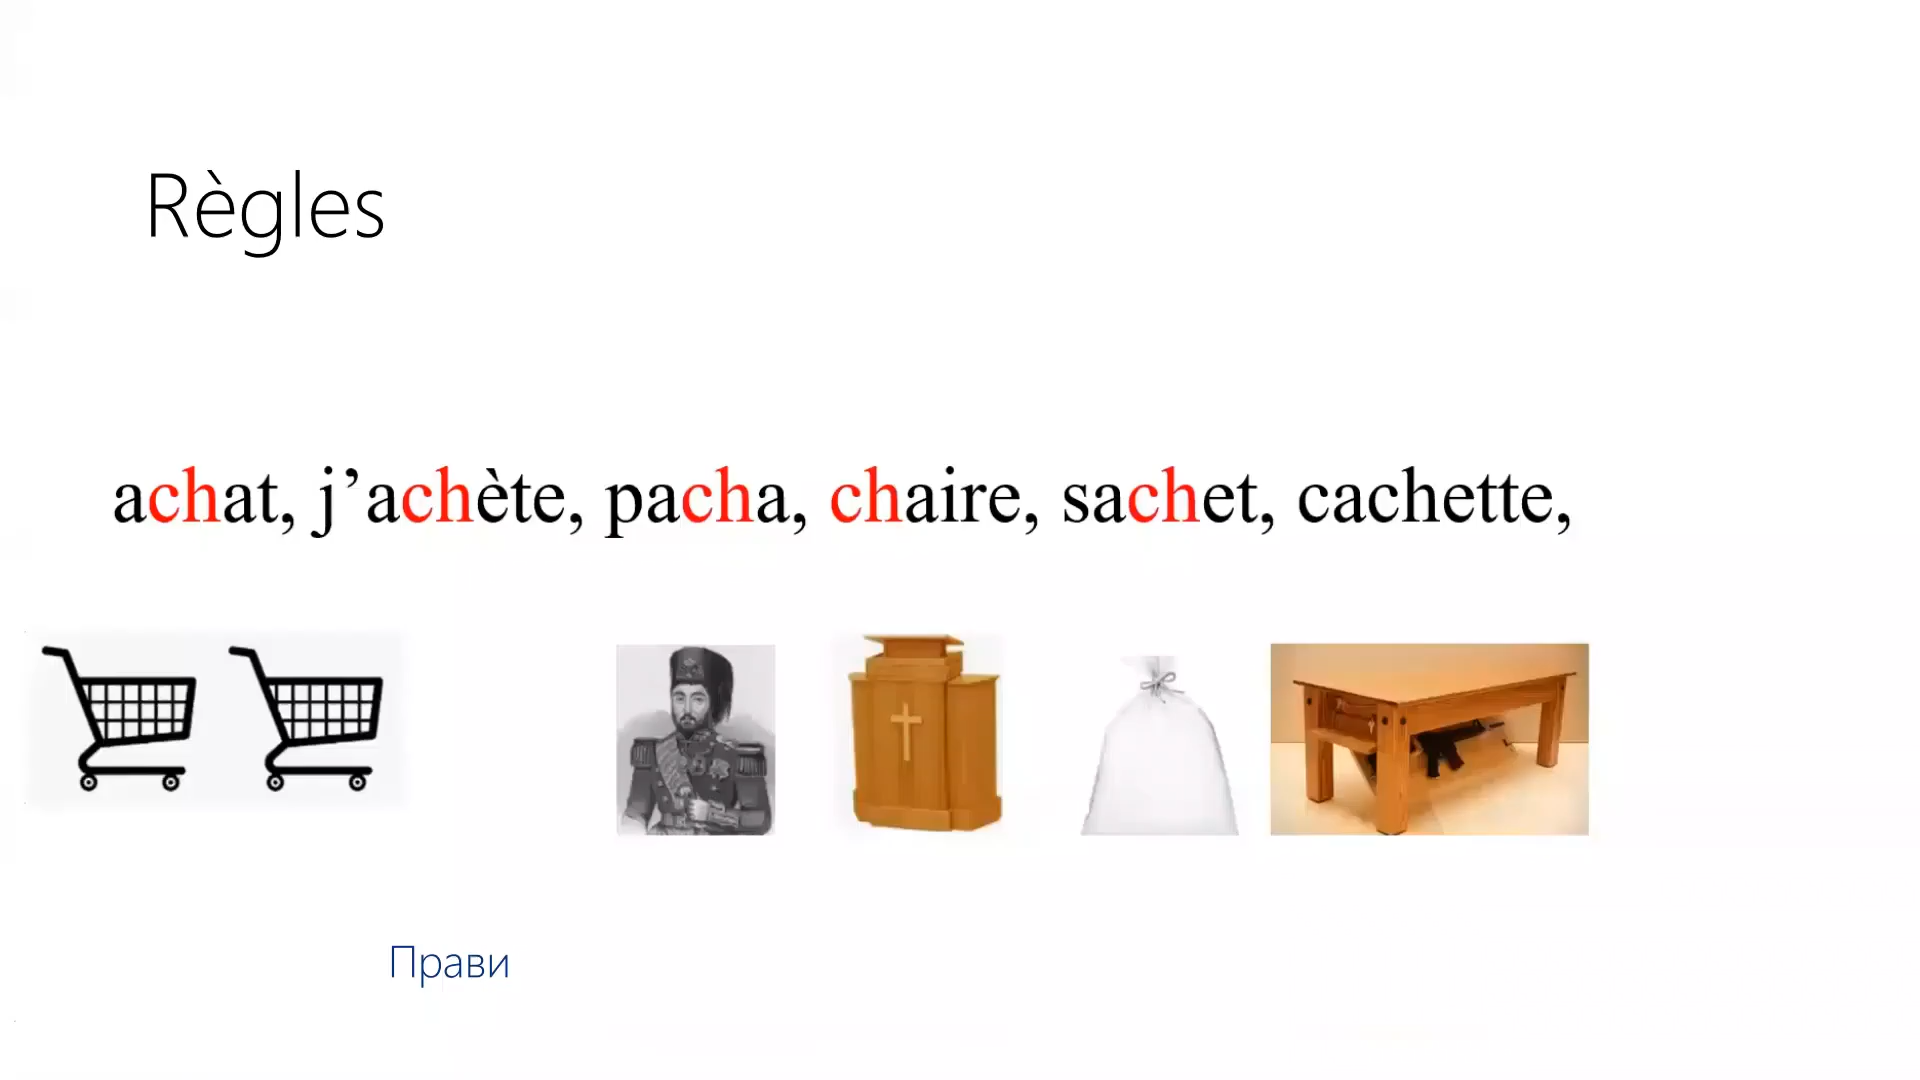 Règles
achat, j’achète, pacha, chaire, sachet, cachette,
Прави